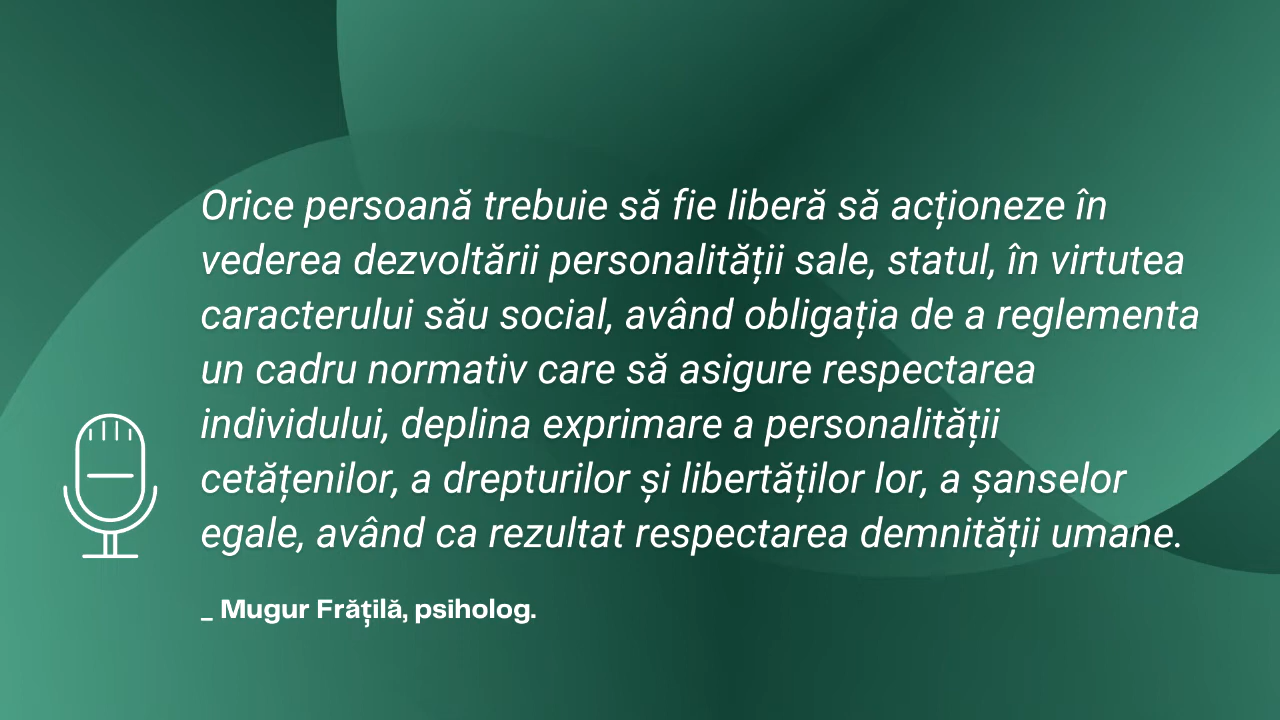 Orice persoană trebuie să fie liberă să acționeze în
vederea dezvoltării personalității sale, statul, în virtutea
caracterului său social, având obligația de a reglementa
un cadru normativ care să asigure respectarea
individului, deplina exprimare a personalității
cetățenilor, a drepturilor și libertăților lor, a șanselor
egale, având ca rezultat respectarea demnității umane.
_ Mugur Frățilă, psiholog.